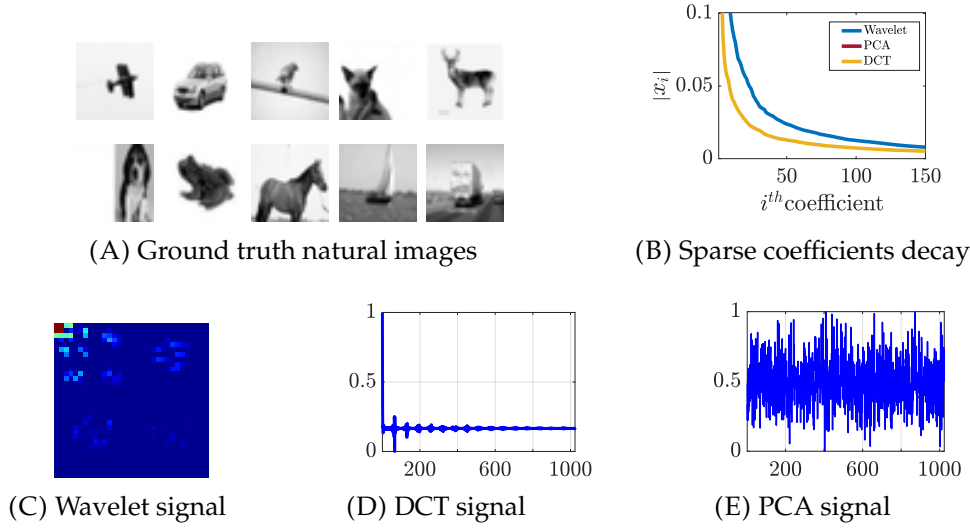 0.1
0.05
0
|x_i|
Wavelet
PCA
DCT
50
100
150
i^{th}coefficient
(A) Ground truth natural images
(B) Sparse coefficients decay
1
0.5
0
200
600
1000
1
0.5
0
200
600
1000
(C) Wavelet signal
(D) DCT signal
(E) PCA signal